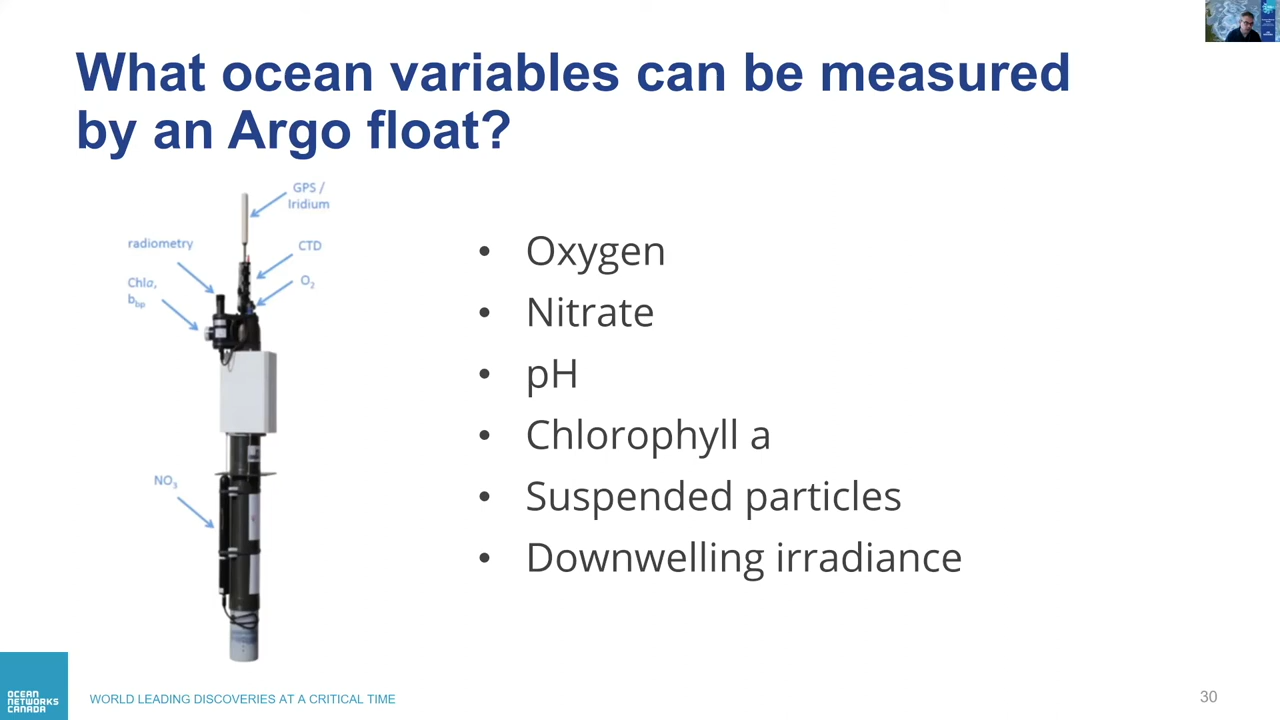 What ocean variables can be measured
by an Argo float?
GPS /
Iridium
radiometry
CTD
Chla,
bbp
O2
NO3
• Oxygen
• Nitrate
• pH
• Chlorophyll a
• Suspended particles
• Downwelling irradiance
OCEAN
NETWORKS
CANADA
WORLD LEADING DISCOVERIES AT A CRITICAL TIME
30